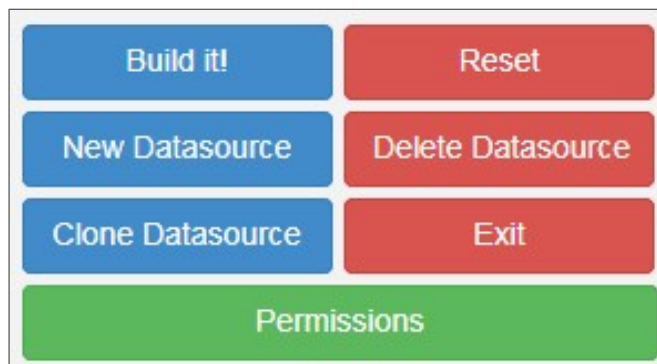 Build it!
Reset
New Datasource
Delete Datasource
Clone Datasource
Exit
Permissions